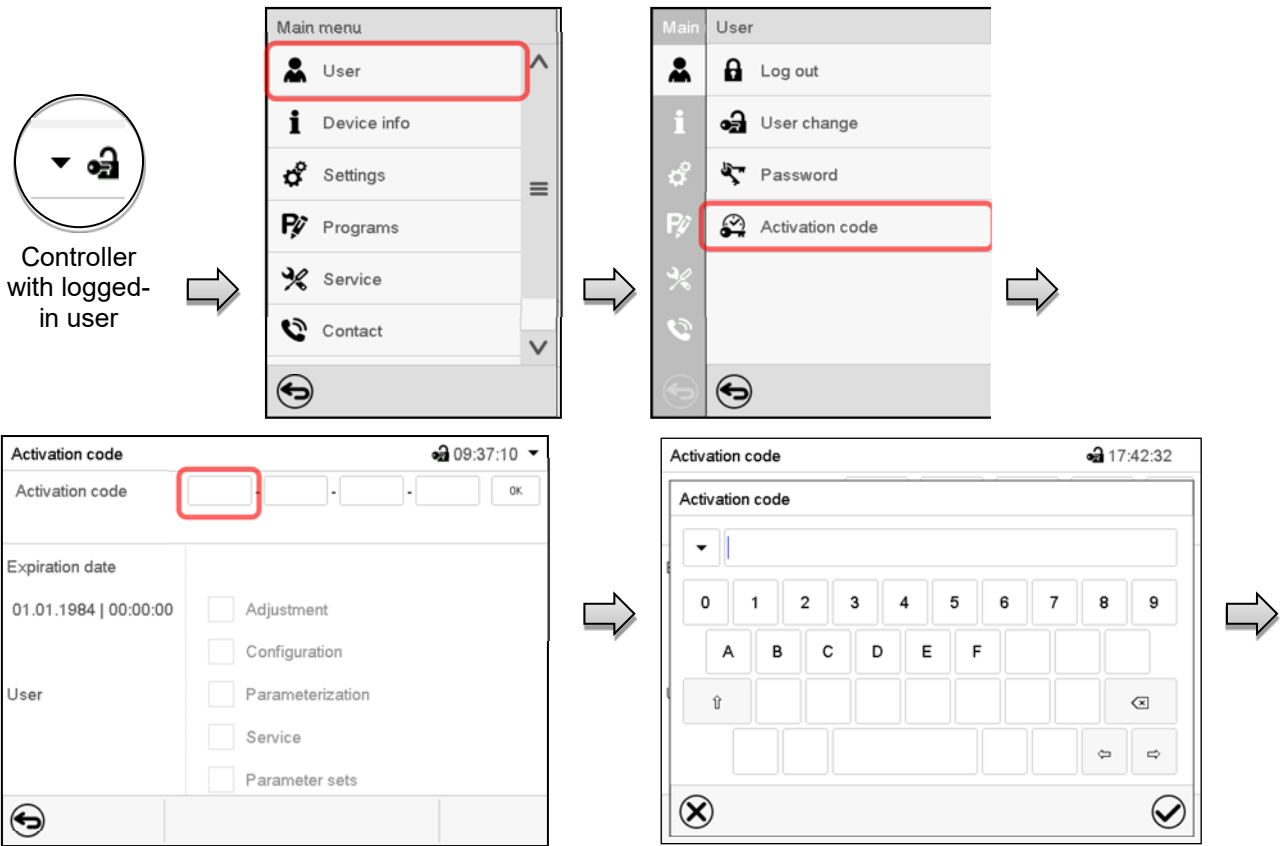 Controller
with logged-
in user
Main menu
User
Device info
Settings
Programs
Service
Contact
Main
User
Log out
User change
Password
Activation code
Activation code
09:37:10
Activation code
- - -
OK
Expiration date
01.01.1984 | 00:00:00
Adjustment
Configuration
User
Parameterization
Service
Parameter sets
Activation code
17:42:32
Activation code
0 1 2 3 4 5 6 7 8 9
A B C D E F